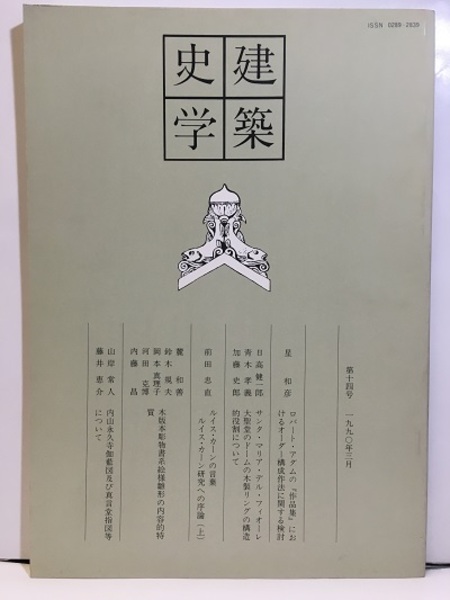 ISSN 0289-2839
建築
史学
第十四号 一九九〇年三月
星 和彦
ロバート・アダムの『作品集』にお
けるオーダー構成作法に関する検討
日高健一郎
青木孝義
加藤史郎
サンタ・マリア・デル・フィオーレ
大聖堂のドームの木製リングの構造
的役割について
前田忠直
ルイス・カーンの言葉
ルイス・カーン研究への序論(上)
麓 和善
鈴木規夫
岡本真理子
河田克博
内藤 昌
木版本彫物書系絵様雛形の内容的特
質
山岸常人
藤井恵介
内山永久寺伽藍図及び真言堂指図等
について